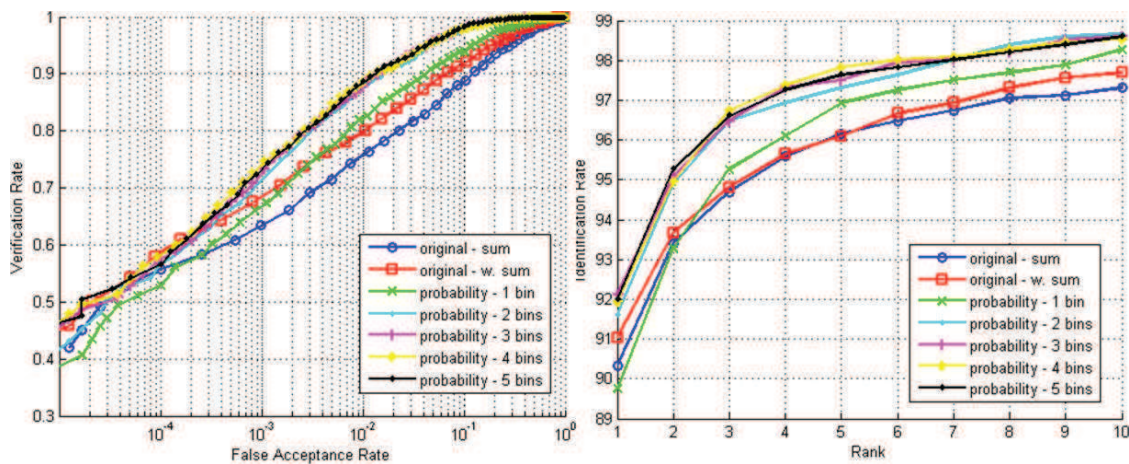 1
0.9
0.8
0.7
0.6
0.5
0.4
0.3
Verification Rate
10^-4
10^-3
10^-2
10^-1
10^0
False Acceptance Rate
original - sum
original - w. sum
probability - 1 bin
probability - 2 bins
probability - 3 bins
probability - 4 bins
probability - 5 bins
99
98
97
96
95
94
93
92
91
90
89
Identification Rate
1
2
3
4
5
6
7
8
9
10
Rank
original - sum
original - w. sum
probability - 1 bin
probability - 2 bins
probability - 3 bins
probability - 4 bins
probability - 5 bins